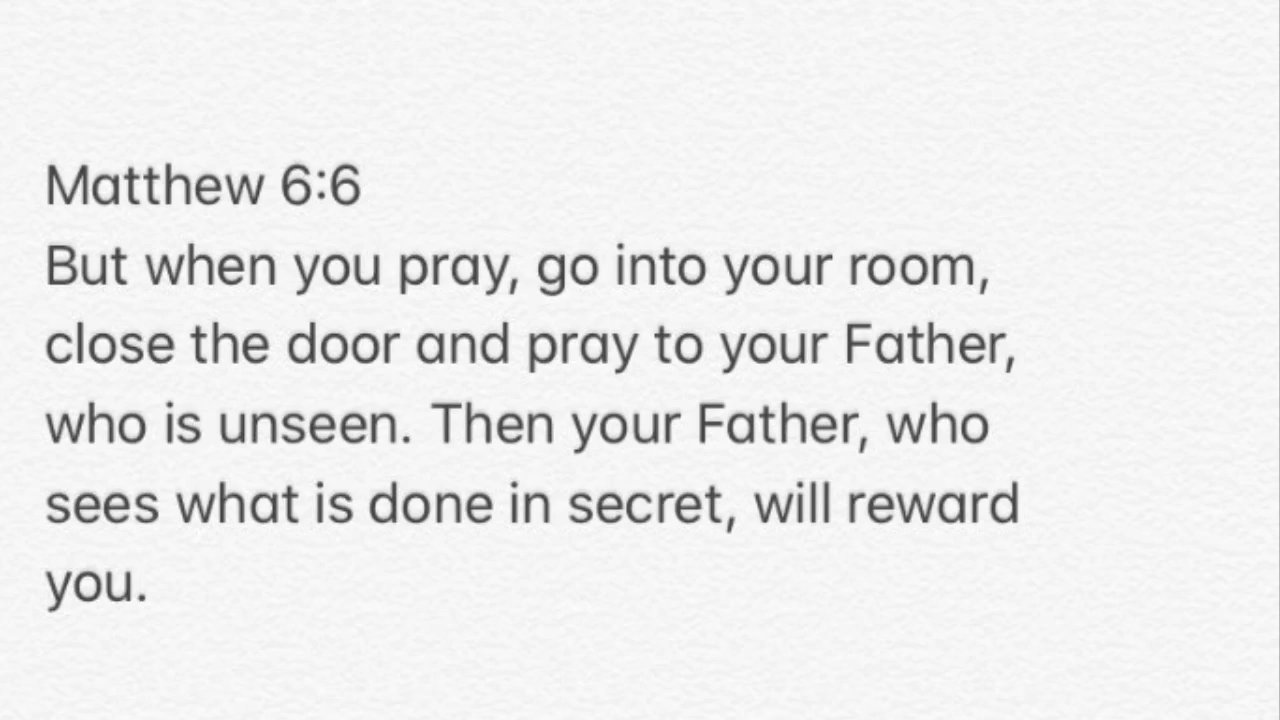 Matthew 6:6
But when you pray, go into your room,
close the door and pray to your Father,
who is unseen. Then your Father, who
sees what is done in secret, will reward
you.